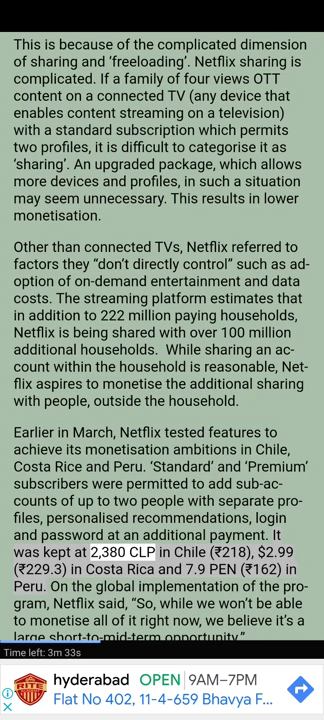 This is because of the complicated dimension
of sharing and ‘freeloading’. Netflix sharing is
complicated. If a family of four views OTT
content on a connected TV (any device that
enables content streaming on a television)
with a standard subscription which permits
two profiles, it is difficult to categorise it as
‘sharing’. An upgraded package, which allows
more devices and profiles, in such a situation
may seem unnecessary. This results in lower
monetisation.
Other than connected TVs, Netflix referred to
factors they “don’t directly control” such as ad-
option of on-demand entertainment and data
costs. The streaming platform estimates that
in addition to 222 million paying households,
Netflix is being shared with over 100 million
additional households. While sharing an ac-
count within the household is reasonable, Net-
flix aspires to monetise the additional sharing
with people, outside the household.
Earlier in March, Netflix tested features to
achieve its monetisation ambitions in Chile,
Costa Rice and Peru. ‘Standard’ and ‘Premium’
subscribers were permitted to add sub-ac-
counts of up to two people with separate pro-
files, personalised recommendations, login
and password at an additional payment. It
was kept at 2,380 CLP in Chile (₹218), $2.99
(₹229.3) in Costa Rica and 7.9 PEN (₹162) in
Peru. On the global implementation of the pro-
gram, Netflix said, “So, while we won’t be able
to monetise all of it right now, we believe it’s a
large short-to-mid-term opportunity.”
Time left: 3m 33s
hyderabad OPEN 9AM–7PM
Flat No 402, 11-4-659 Bhavya F...
RITE